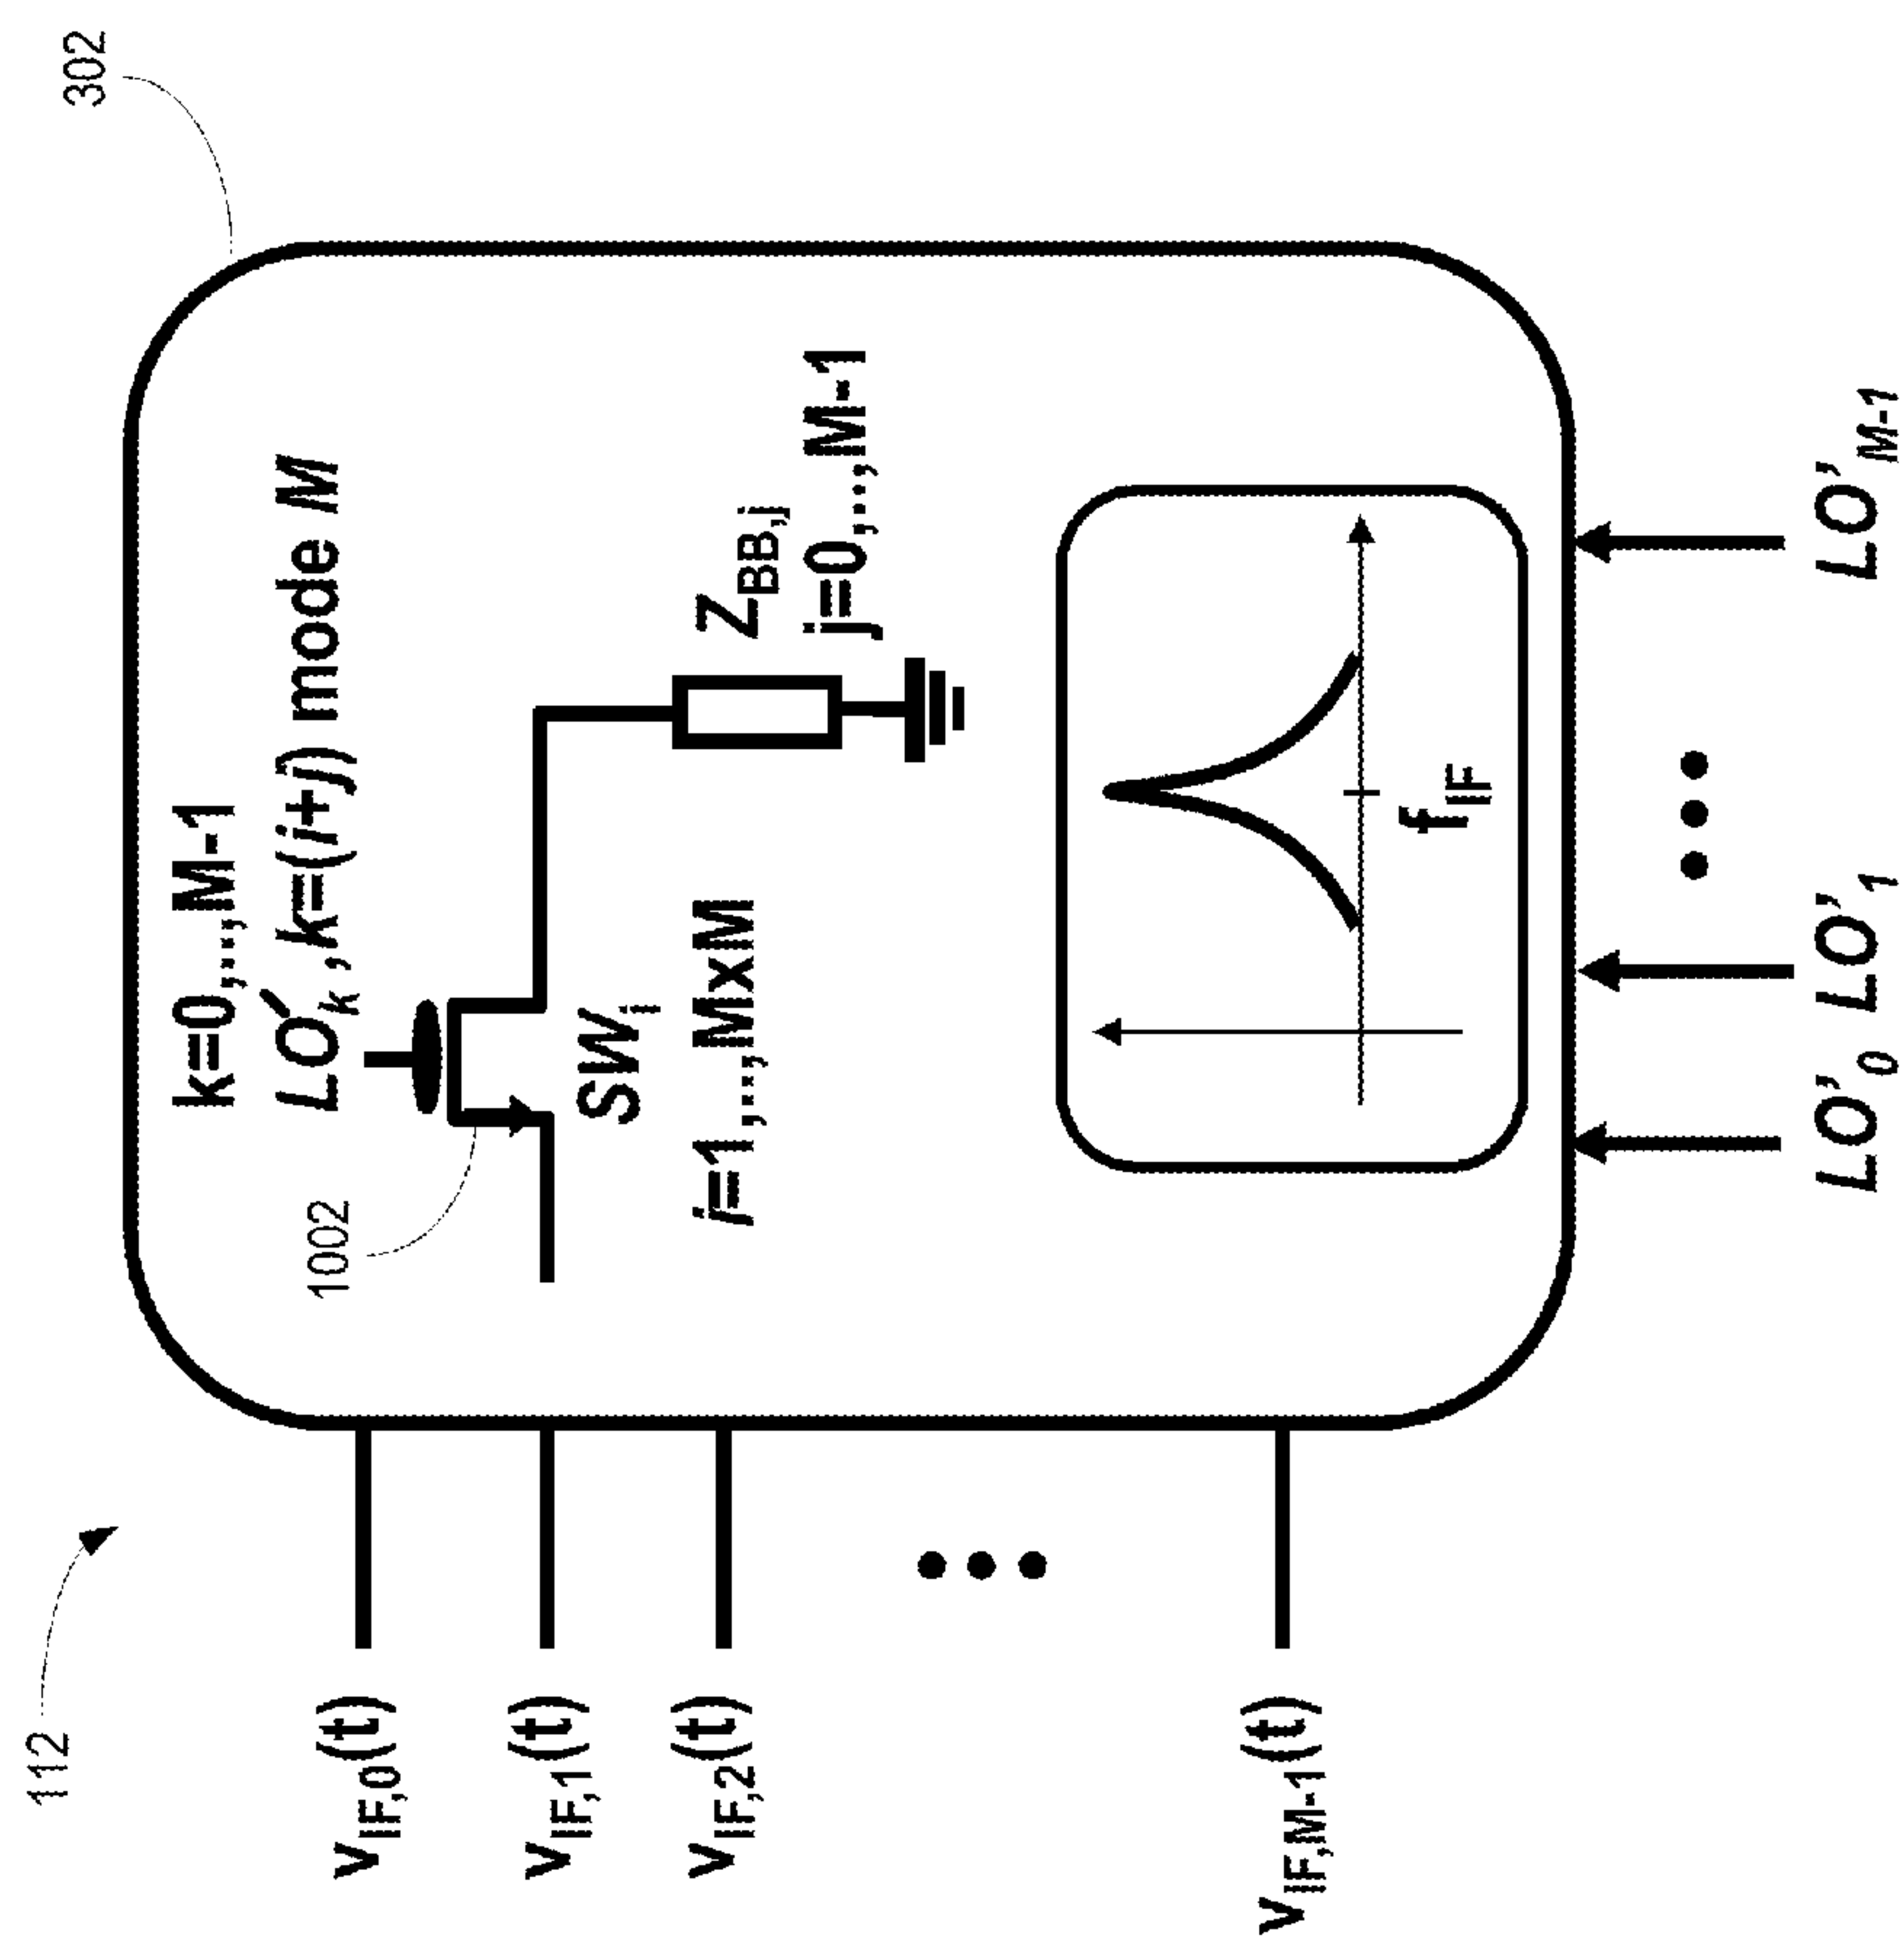 112
302
k=0,...,M-1
LO′k, k=(i+j) mode M
1002
SWi
i=1,...,MxM
ZBB,j
j=0,...,M-1
fIF
VIF,0(t)
VIF,1(t)
VIF,2(t)
VIF,M-1(t)
LO′0 LO′1 LO′M-1